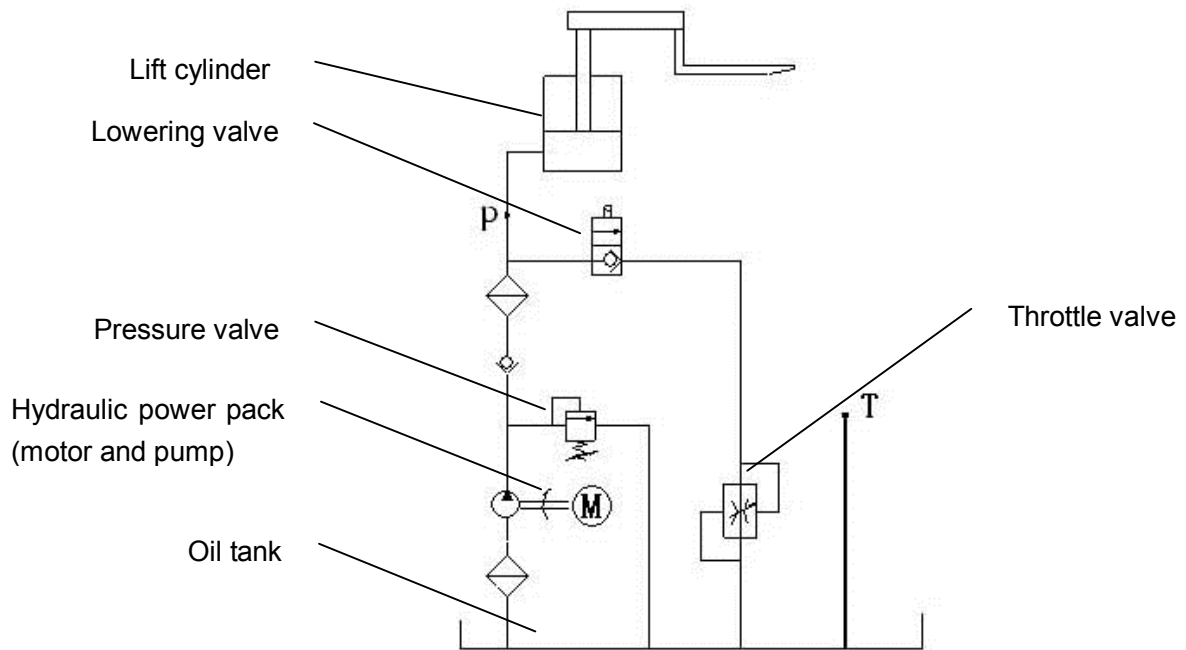 Lift cylinder
Lowering valve
P
Pressure valve
Throttle valve
Hydraulic power pack
(motor and pump)
T
M
Oil tank